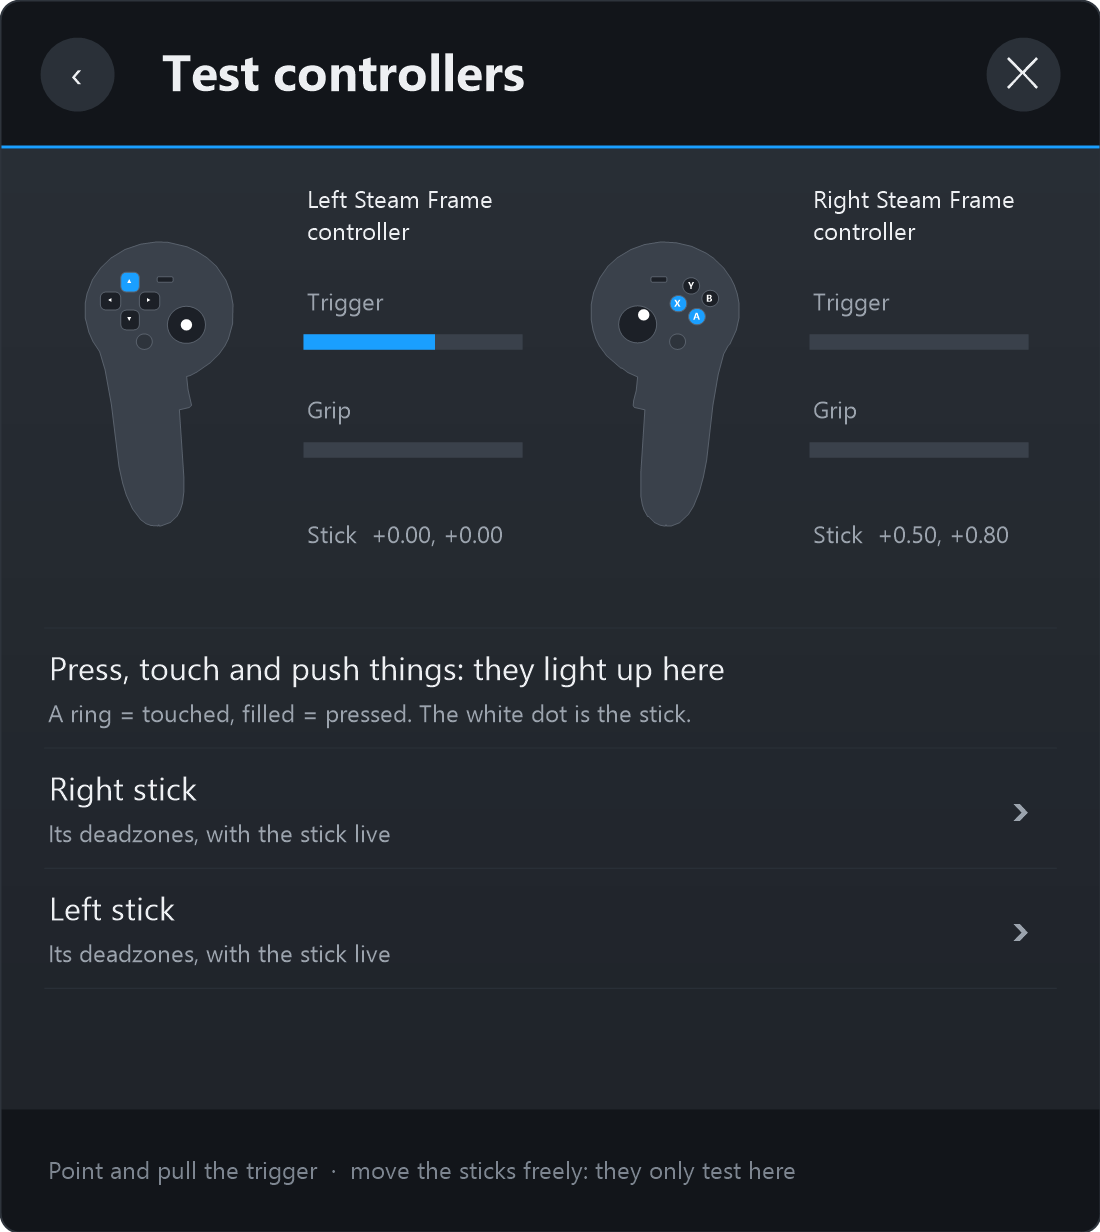 ‹ Test controllers
Left Steam Frame
controller
Trigger
Grip
Stick +0.00, +0.00
Right Steam Frame
controller
Y
X B
A
Trigger
Grip
Stick +0.50, +0.80
Press, touch and push things: they light up here
A ring = touched, filled = pressed. The white dot is the stick.
Right stick
Its deadzones, with the stick live
Left stick
Its deadzones, with the stick live
Point and pull the trigger · move the sticks freely: they only test here